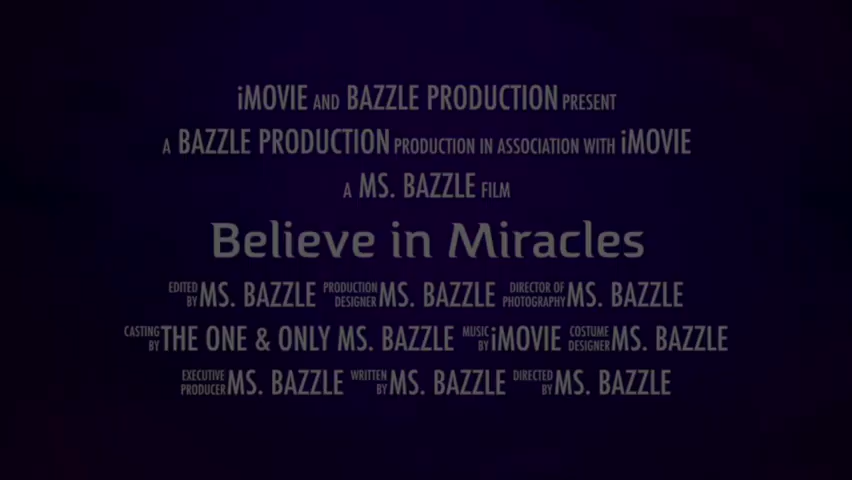 iMOVIE AND BAZZLE PRODUCTION PRESENT
A BAZZLE PRODUCTION PRODUCTION IN ASSOCIATION WITH iMOVIE
A MS. BAZZLE FILM
Believe in Miracles
EDITED BY MS. BAZZLE PRODUCTION DESIGNER MS. BAZZLE DIRECTOR OF PHOTOGRAPHY MS. BAZZLE
CASTING BY THE ONE & ONLY MS. BAZZLE MUSIC BY iMOVIE COSTUME DESIGNER MS. BAZZLE
EXECUTIVE PRODUCER MS. BAZZLE WRITTEN BY MS. BAZZLE DIRECTED BY MS. BAZZLE